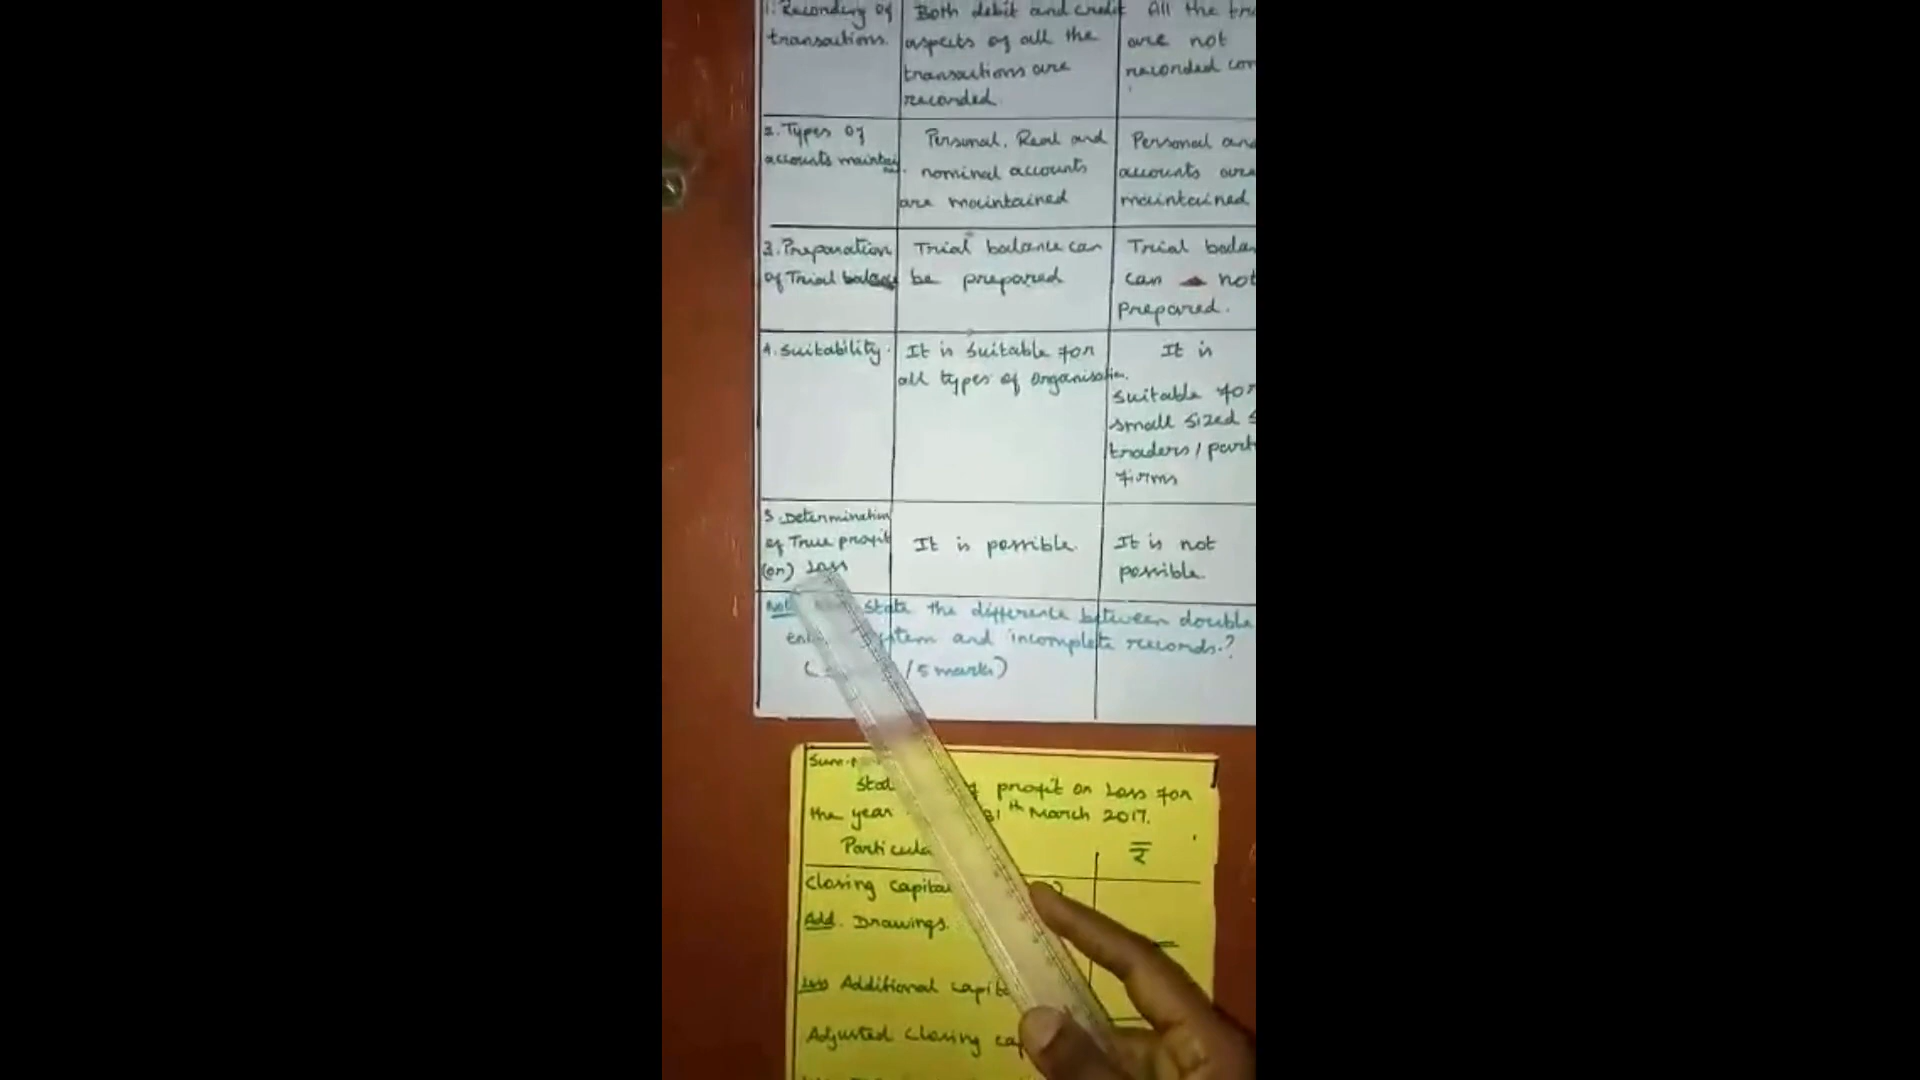 1. Recording of
transactions.
Both debit and credit
aspects of all the
transactions are
recorded.
All the
are not
recorded
2. Types of
accounts
Personal, Real and
nominal accounts
are maintained
Personal
accounts
maintained
3. Preparation
of Trial
Trial balance can
be prepared
Trial
can not
prepared.
4. Suitability.
It is suitable for
all types of organisation.
It is
suitable for
small sized
traders /
firms
5. Determination
of True profit
(or) Loss
It is possible.
It is not
possible.
state the difference between double
and incomplete records.?
/5 mark)
profit or Loss for
the year 31th March 2017.
₹
Closing
Add. Drawings.
Less Additional
Adjusted Closing